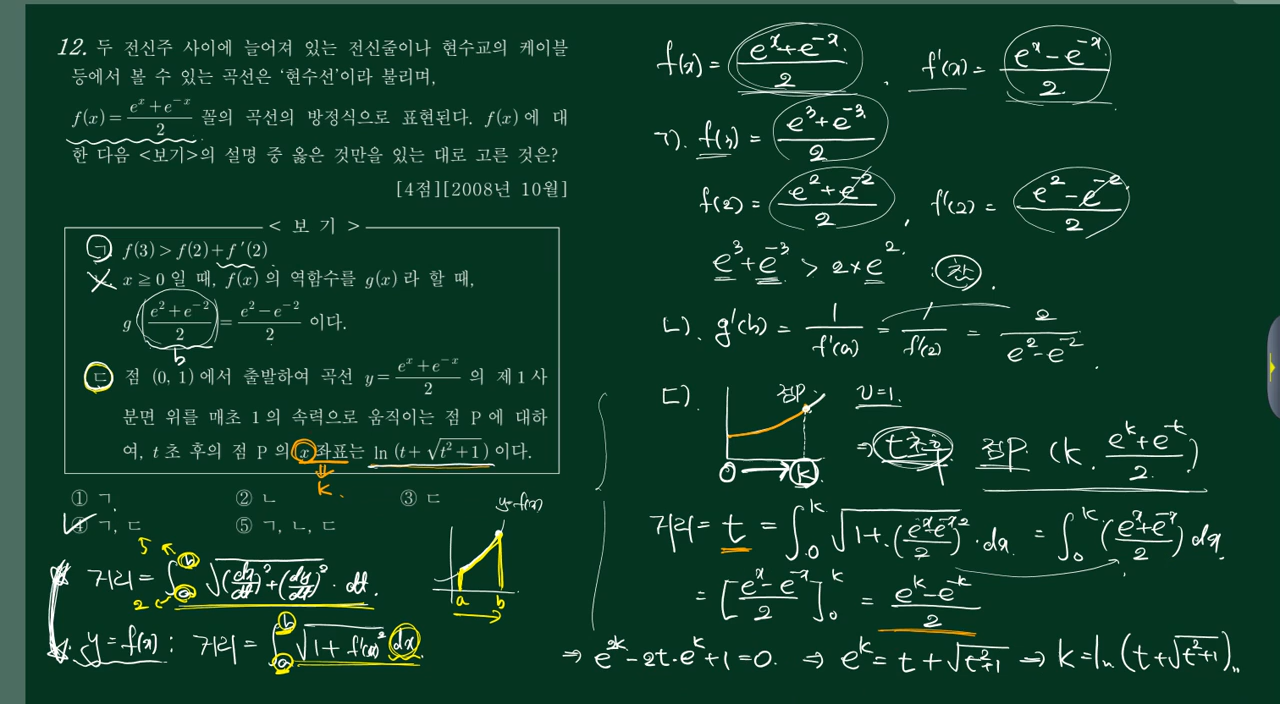 12. 두 전신주 사이에 늘어져 있는 전신줄이나 현수교의 케이블
등에서 볼 수 있는 곡선은 ‘현수선’이라 불리며,
f(x)=(e^x+e^{-x})/2 꼴의 곡선의 방정식으로 표현된다. f(x)에 대
한 다음 <보기>의 설명 중 옳은 것만을 있는 대로 고른 것은?
[4점][2008년 10월]
< 보 기 >
ㄱ. f(3)>f(2)+f′(2)
ㄴ. x≥0일 때, f(x)의 역함수를 g(x)라 할 때,
g((e^2+e^{-2})/2)=(e^2-e^{-2})/2 이다.
b
ㄷ. 점 (0, 1)에서 출발하여 곡선 y=(e^x+e^{-x})/2 의 제1사
분면 위를 매초 1의 속력으로 움직이는 점 P에 대하
여, t초 후의 점 P의 x좌표는 ln(t+√(t^2+1))이다.
⇓
k.
① ㄱ ② ㄴ ③ ㄷ
④ ㄱ, ㄷ ⑤ ㄱ, ㄴ, ㄷ
y=f(x)
a b
거리= ∫_a^b √((dx/dt)^2+(dy/dt)^2) · dt.
y=f(x) : 거리= ∫_a^b √(1+f′(x)^2) dx
f(x)= (e^x+e^{-x})/2 , f′(x)= (e^x-e^{-x})/2
ㄱ). f(3)= (e^3+e^{-3})/2
f(2)= (e^2+e^{-2})/2 , f′(2)= (e^2-e^{-2})/2
e^3+e^{-3} > 2×e^2. ∴ 참.
ㄴ). g′(b)= 1/f′(a) = 1/f′(2) = 2/(e^2-e^{-2}).
ㄷ). 점P v=1.
0 → k
⇒ t초후 점P (k, (e^k+e^{-k})/2)
거리= t = ∫_0^k √(1+((e^x-e^{-x})/2)^2) · dx = ∫_0^k ((e^x+e^{-x})/2) dx
= [(e^x-e^{-x})/2]_0^k = (e^k-e^{-k})/2
⇒ e^{2k}-2t·e^k+1=0. ⇒ e^k=t+√(t^2+1) ⇒ k=ln(t+√(t^2+1))